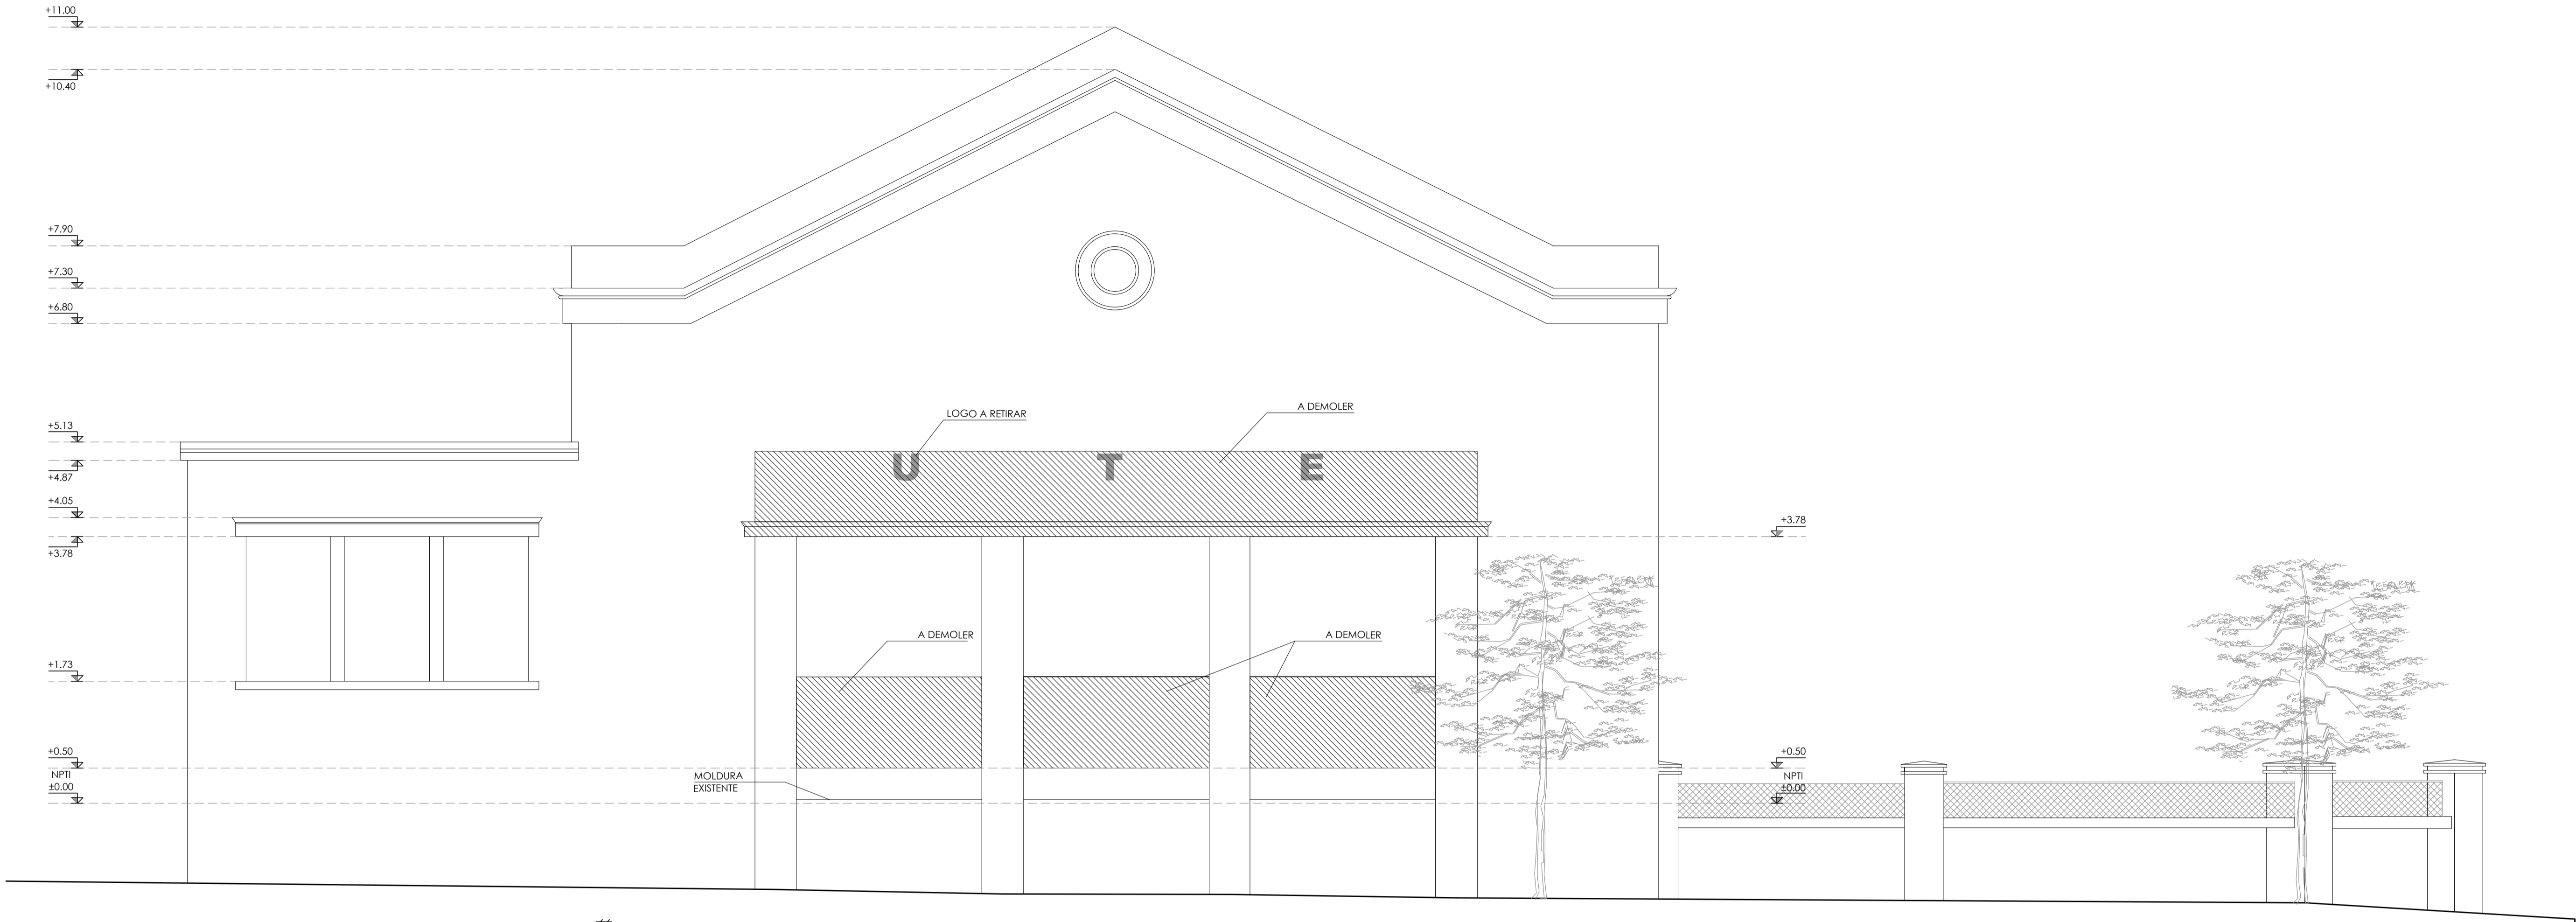 +11.00
+10.40
+7.90
+7.30
+6.80
LOGO A RETIRAR
A DEMOLER
+5.13
U T E
+4.87
+4.05
+3.78
+3.78
A DEMOLER
A DEMOLER
+1.73
+0.50
+0.50
NPTI
±0.00
MOLDURA
EXISTENTE
NPTI
±0.00